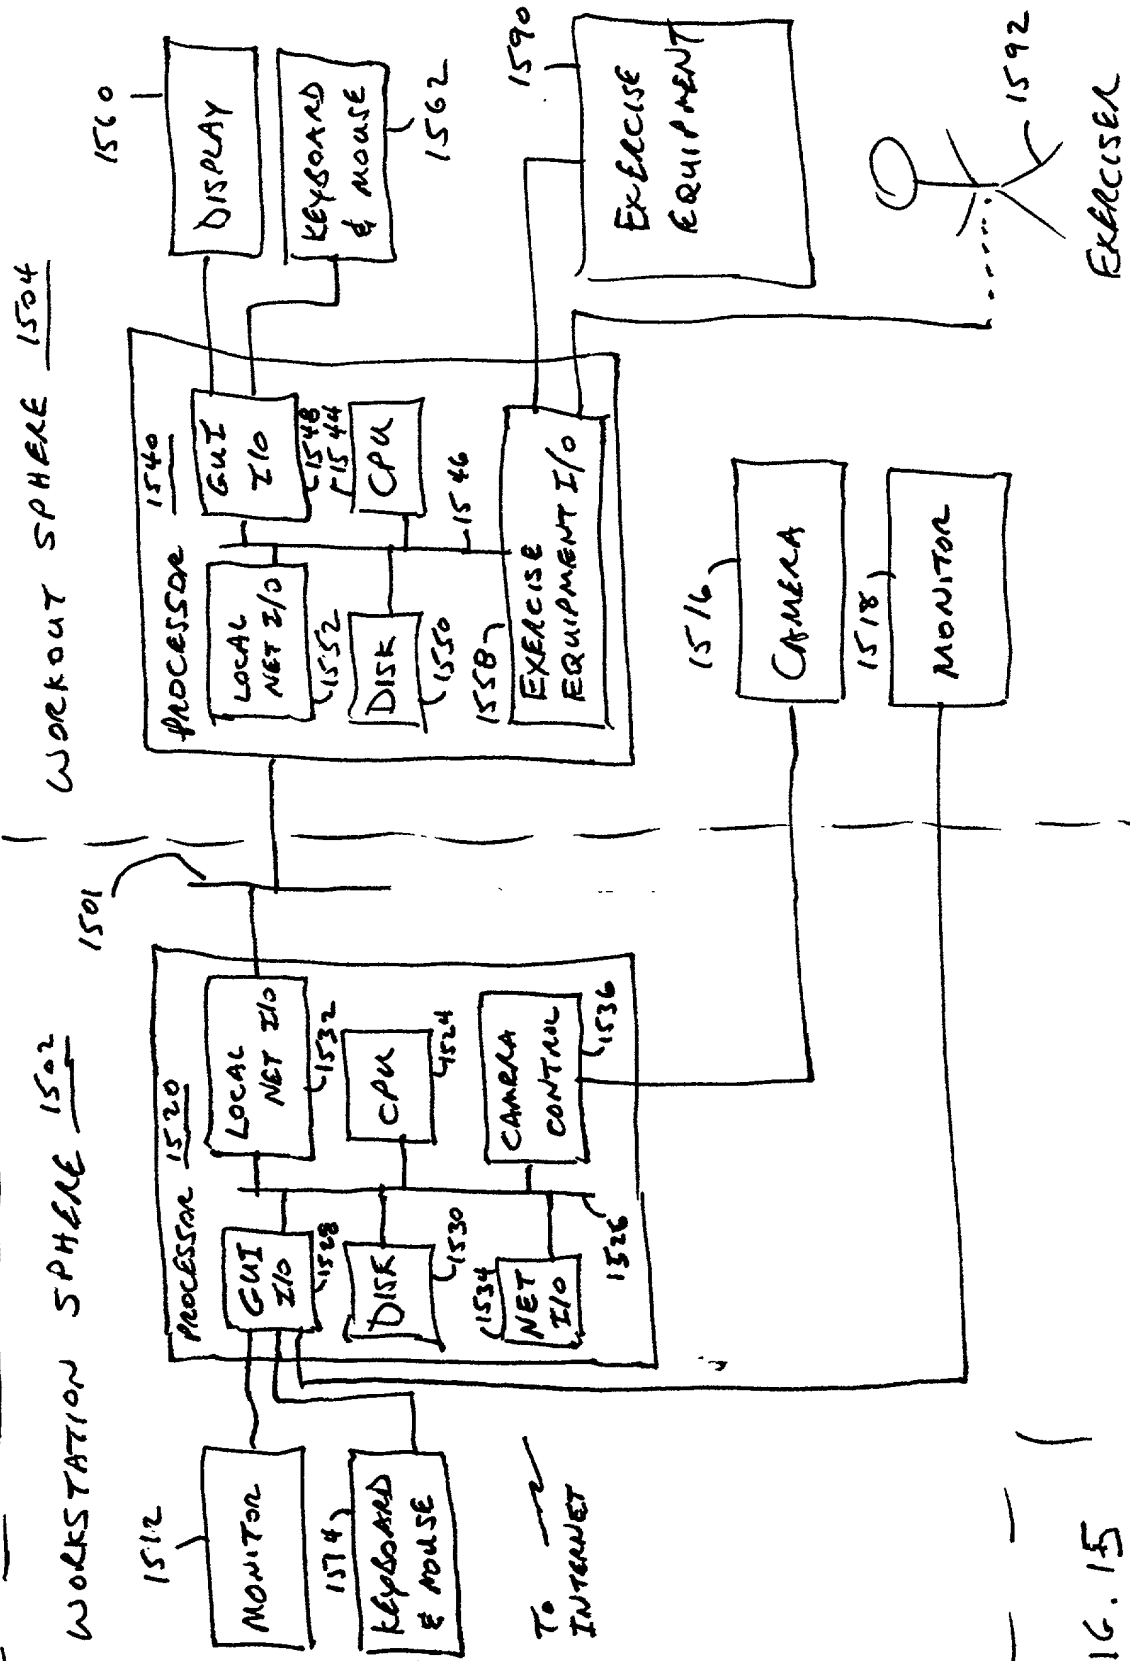 WORKSTATION SPHERE 1502
WORKOUT SPHERE 1504
1512
MONITOR
1514
KEYBOARD
& MOUSE
TO
INTERNET
PROCESSOR 1520
GUI
I/O
1528
LOCAL
NET I/O
1532
DISK
1530
CPU
1524
1534
NET
I/O
1526
CAMERA
CONTROL
1536
1501
PROCESSOR 1540
LOCAL
NET I/O
1552
GUI
I/O
1548
1544
DISK
1550
CPU
1546
1558
EXERCISE
EQUIPMENT I/O
1560
DISPLAY
KEYBOARD
& MOUSE
1562
1590
EXERCISE
EQUIPMENT
1516
CAMERA
1518
MONITOR
1592
EXERCISER
IG. 15